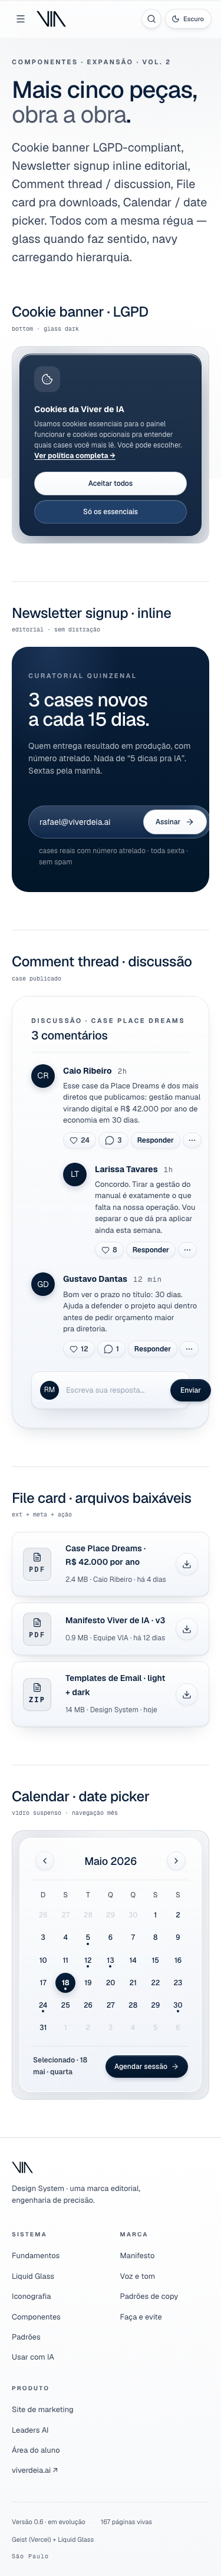 VIA
Escuro
COMPONENTES · EXPANSÃO · VOL. 2
Mais cinco peças,
obra a obra.
Cookie banner LGPD-compliant,
Newsletter signup inline editorial,
Comment thread / discussion, File
card pra downloads, Calendar / date
picker. Todos com a mesma régua —
glass quando faz sentido, navy
carregando hierarquia.
Cookie banner · LGPD
bottom · glass dark
Cookies da Viver de IA
Usamos cookies essenciais para o painel
funcionar e cookies opcionais pra entender
quais cases você mais lê. Você pode escolher.
Ver política completa →
Aceitar todos
Só os essenciais
Newsletter signup · inline
editorial · sem distração
CURATORIAL QUINZENAL
3 cases novos
a cada 15 dias.
Quem entrega resultado em produção, com
número atrelado. Nada de "5 dicas pra IA".
Sextas pela manhã.
rafael@viverdeia.ai
Assinar →
cases reais com número atrelado · toda sexta ·
sem spam
Comment thread · discussão
case publicado
DISCUSSÃO · CASE PLACE DREAMS
3 comentários
CR
Caio Ribeiro 2h
Esse case da Place Dreams é dos mais
diretos que publicamos: gestão manual
virando digital e R$ 42.000 por ano de
economia em 30 dias.
24
3
Responder
···
LT
Larissa Tavares 1h
Concordo. Tirar a gestão do
manual é exatamente o que
falta na nossa operação. Vou
separar o que dá pra aplicar
ainda esta semana.
8
Responder
···
GD
Gustavo Dantas 12 min
Bom ver o prazo no título: 30 dias.
Ajuda a defender o projeto aqui dentro
antes de pedir orçamento maior
pra diretoria.
12
1
Responder
···
RM
Escreva sua resposta...
Enviar
File card · arquivos baixáveis
ext + meta + ação
PDF
Case Place Dreams ·
R$ 42.000 por ano
2.4 MB · Caio Ribeiro · há 4 dias
PDF
Manifesto Viver de IA · v3
0.9 MB · Equipe VIA · há 12 dias
ZIP
Templates de Email · light
+ dark
14 MB · Design System · hoje
Calendar · date picker
vidro suspenso · navegação mês
Maio 2026
D S T Q Q S S
26 27 28 29 30 1 2
3 4 5 6 7 8 9
10 11 12 13 14 15 16
17 18 19 20 21 22 23
24 25 26 27 28 29 30
31 1 2 3 4 5 6
Selecionado · 18
mai · quarta
Agendar sessão →
VIA
Design System · uma marca editorial,
engenharia de precisão.
SISTEMA
Fundamentos
Liquid Glass
Iconografia
Componentes
Padrões
Usar com IA
MARCA
Manifesto
Voz e tom
Padrões de copy
Faça e evite
PRODUTO
Site de marketing
Leaders AI
Área do aluno
viverdeia.ai ↗
Versão 0.6 · em evolução
167 páginas vivas
Geist (Vercel) + Liquid Glass
São Paulo